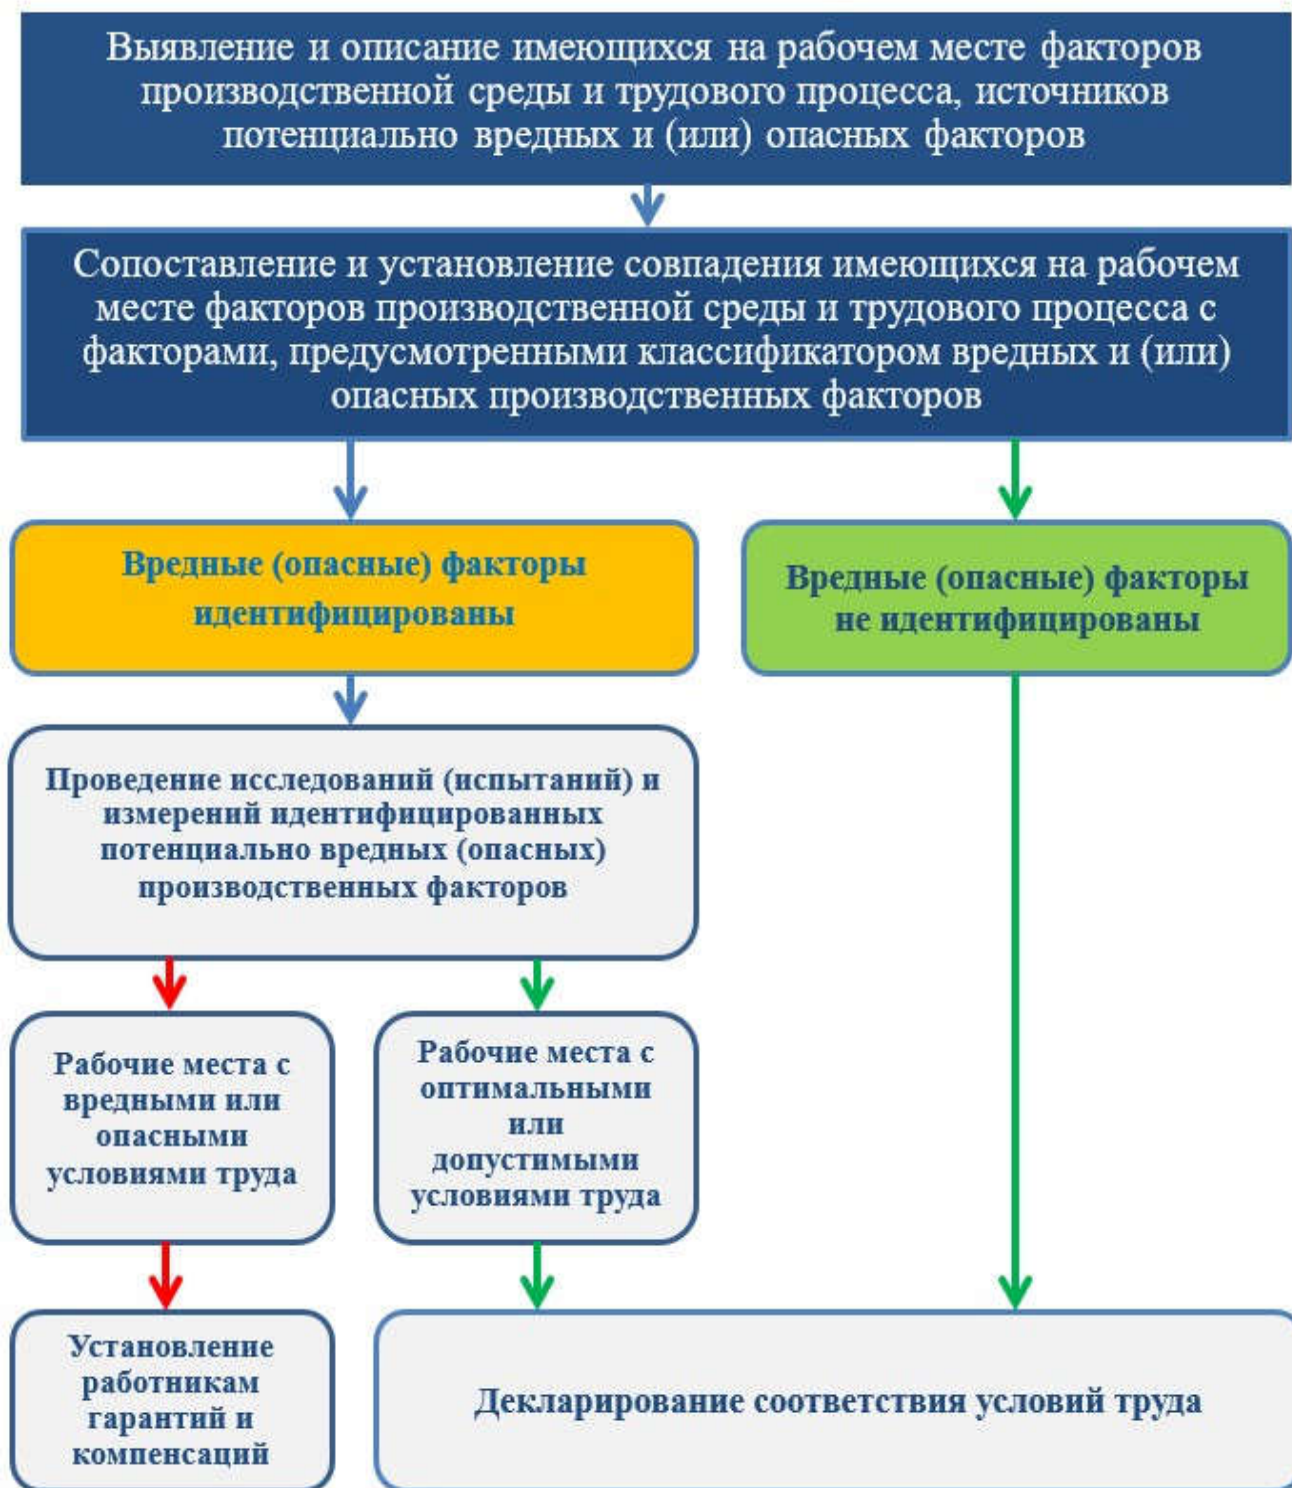 Выявление и описание имеющихся на рабочем месте факторов
производственной среды и трудового процесса, источников
потенциально вредных и (или) опасных факторов
Сопоставление и установление совпадения имеющихся на рабочем
месте факторов производственной среды и трудового процесса с
факторами, предусмотренными классификатором вредных и (или)
опасных производственных факторов
Вредные (опасные) факторы
идентифицированы
Вредные (опасные) факторы
не идентифицированы
Проведение исследований (испытаний) и
измерений идентифицированных
потенциально вредных (опасных)
производственных факторов
Рабочие места с
вредными или
опасными
условиями труда
Рабочие места с
оптимальными
или
допустимыми
условиями труда
Установление
работникам
гарантий и
компенсаций
Декларирование соответствия условий труда